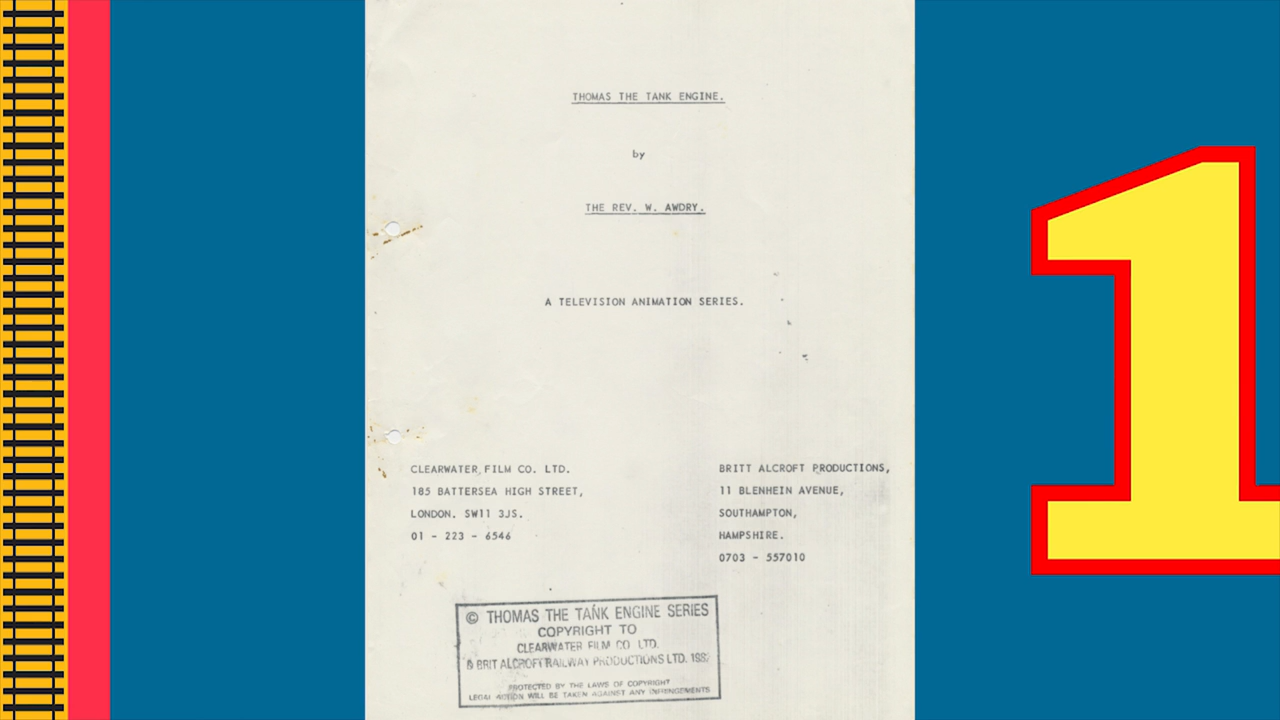 THOMAS THE TANK ENGINE.
by
THE REV. W. AWDRY.
A TELEVISION ANIMATION SERIES.
CLEARWATER FILM CO. LTD.
185 BATTERSEA HIGH STREET,
LONDON. SW11 3JS.
01 - 223 - 6546
BRITT ALCROFT PRODUCTIONS,
11 BLENHEIN AVENUE,
SOUTHAMPTON,
HAMPSHIRE.
0703 - 557010
© THOMAS THE TANK ENGINE SERIES
COPYRIGHT TO
CLEARWATER FILM CO LTD.
& BRIT ALCROFT RAILWAY PRODUCTIONS LTD.
PROTECTED BY THE LAWS OF COPYRIGHT
LEGAL ACTION WILL BE TAKEN AGAINST ANY INFRINGEMENTS
1